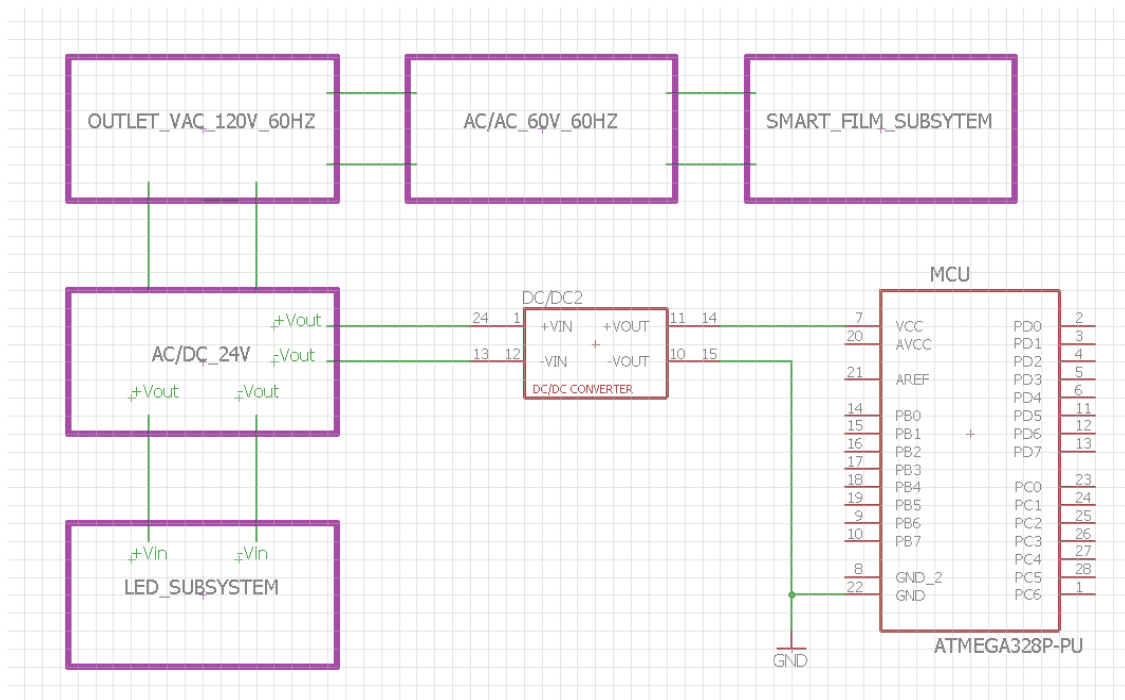 OUTLET_VAC_120V_60HZ
AC/AC_60V_60HZ
SMART_FILM_SUBSYTEM
AC/DC_24V
+Vout
-Vout
+Vout
-Vout
+Vin
-Vin
LED_SUBSYSTEM
DC/DC2
24 1 +VIN +VOUT 11 14
13 12 -VIN -VOUT 10 15
DC/DC CONVERTER
MCU
7 VCC PD0 2
20 AVCC PD1 3
PD2 4
21 AREF PD3 5
PD4 6
14 PB0 PD5 11
15 PB1 PD6 12
16 PB2 PD7 13
17 PB3
18 PB4 PC0 23
19 PB5 PC1 24
9 PB6 PC2 25
10 PB7 PC3 26
PC4 27
8 GND_2 PC5 28
22 GND PC6 1
ATMEGA328P-PU
GND